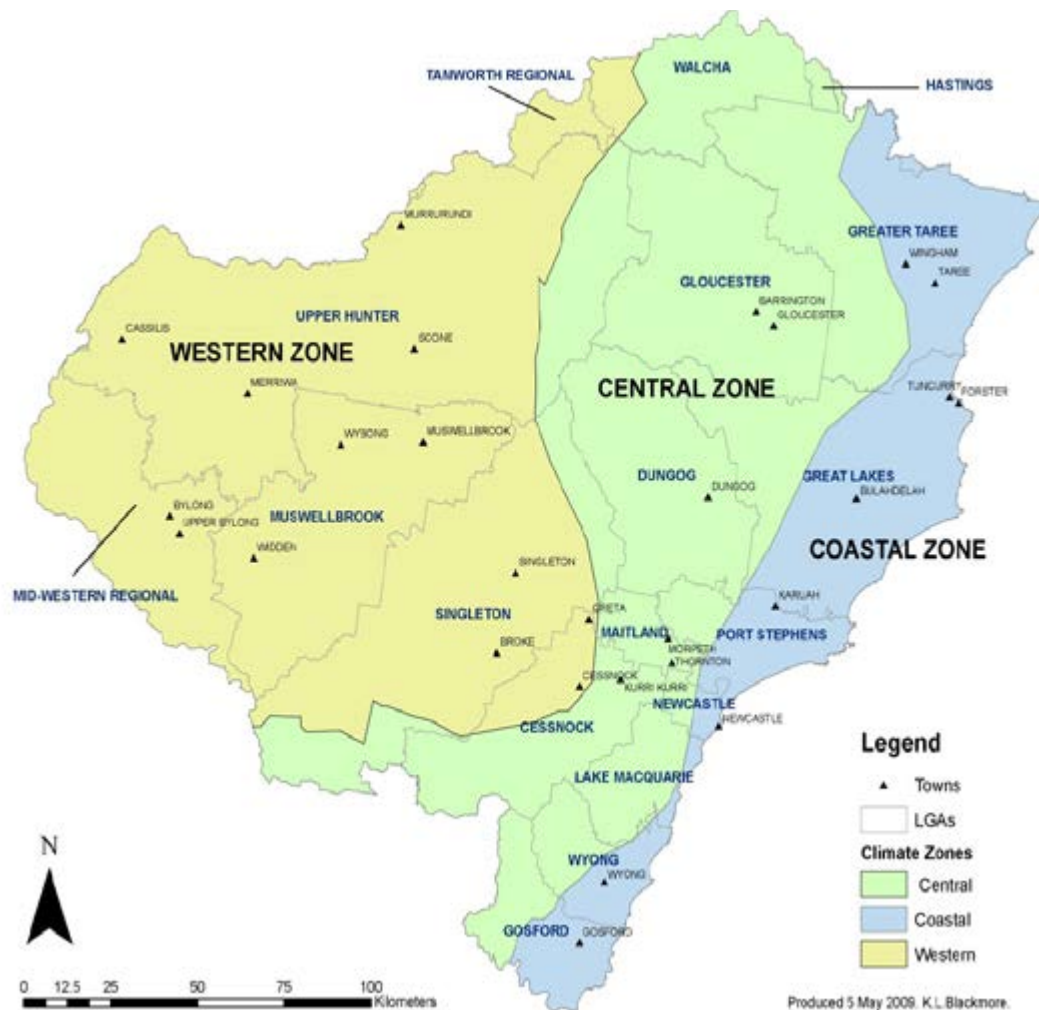 WALCHA
TAMWORTH REGIONAL
HASTINGS
MURRURUNDI
GREATER TAREE
WINGHAM
TAREE
GLOUCESTER
BARRINGTON
GLOUCESTER
UPPER HUNTER
CASSILIS
SCONE
WESTERN ZONE
CENTRAL ZONE
MERRIWA
TUNCURRY
FORSTER
WYBONG
MUSWELLBROOK
DUNGOG
DUNGOG
GREAT LAKES
BULAHDELAH
BYLONG
MUSWELLBROOK
UPPER BYLONG
WIDDEN
COASTAL ZONE
SINGLETON
MID-WESTERN REGIONAL
KARUAH
SINGLETON
GRETA
MAITLAND
PORT STEPHENS
BROKE
MORPETH
THORNTON
CESSNOCK
KURRI KURRI
NEWCASTLE
NEWCASTLE
CESSNOCK
LAKE MACQUARIE
WYONG
WYONG
GOSFORD
GOSFORD
Legend
Towns
LGAs
Climate Zones
Central
Coastal
Western
N
0 12.5 25 50 75 100
Kilometers
Produced 5 May 2009. K.L.Blackmore.